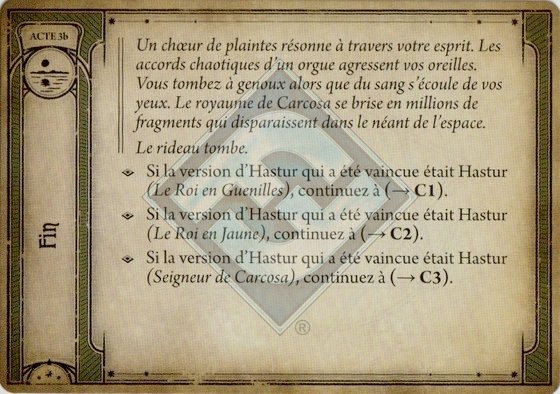 ACTE 3b
Fin
Un chœur de plaintes résonne à travers votre esprit. Les
accords chaotiques d'un orgue agressent vos oreilles.
Vous tombez à genoux alors que du sang s'écoule de vos
yeux. Le royaume de Carcosa se brise en millions de
fragments qui disparaissent dans le néant de l'espace.
Le rideau tombe.
Si la version d'Hastur qui a été vaincue était Hastur
(Le Roi en Guenilles), continuez à (→ C1).
Si la version d'Hastur qui a été vaincue était Hastur
(Le Roi en Jaune), continuez à (→ C2).
Si la version d'Hastur qui a été vaincue était Hastur
(Seigneur de Carcosa), continuez à (→ C3).
®